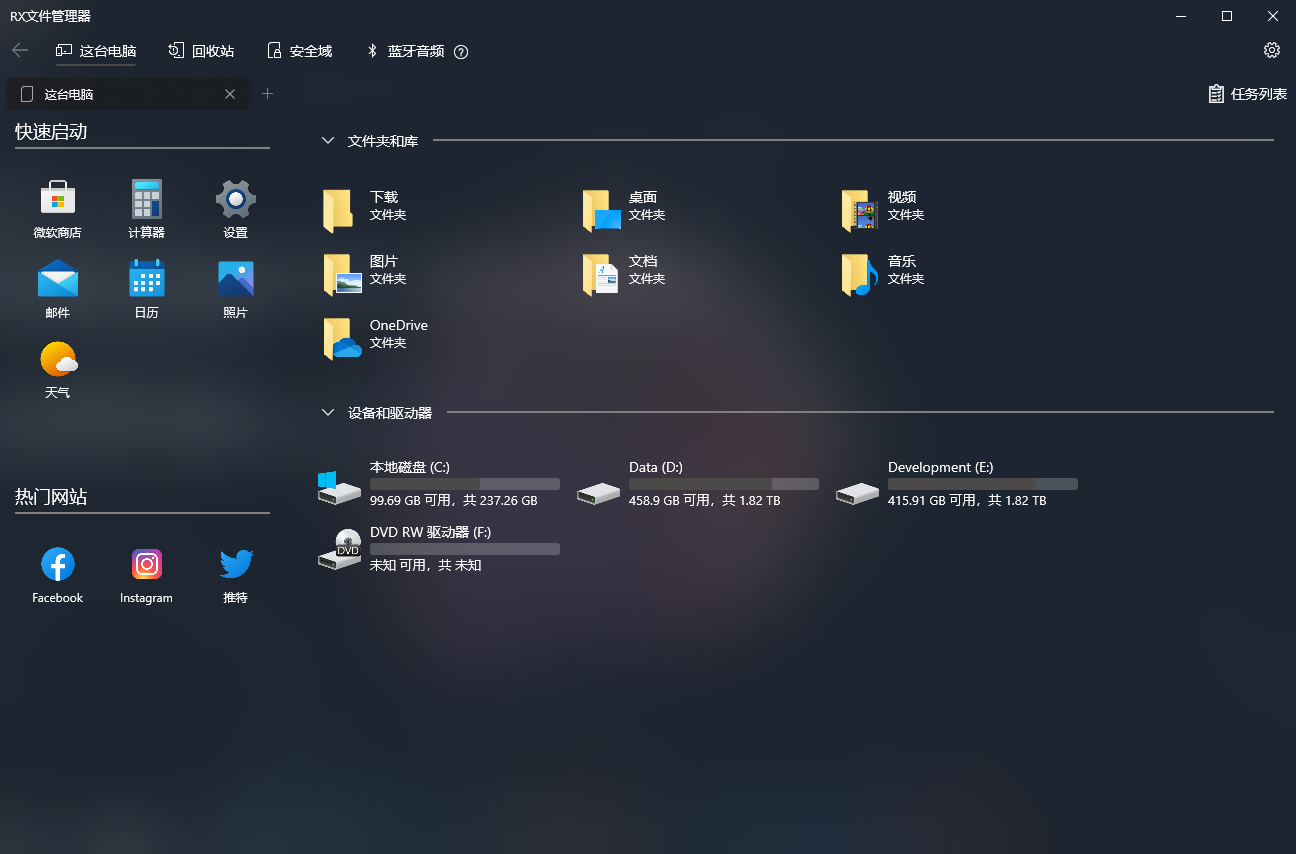 RX文件管理器
这台电脑
回收站
安全域
蓝牙音频
这台电脑
任务列表
快速启动
微软商店
计算器
设置
邮件
日历
照片
天气
热门网站
Facebook
Instagram
推特
文件夹和库
下载
文件夹
桌面
文件夹
视频
文件夹
图片
文件夹
文档
文件夹
音乐
文件夹
OneDrive
文件夹
设备和驱动器
本地磁盘 (C:)
99.69 GB 可用，共 237.26 GB
Data (D:)
458.9 GB 可用，共 1.82 TB
Development (E:)
415.91 GB 可用，共 1.82 TB
DVD
DVD RW 驱动器 (F:)
未知 可用，共 未知